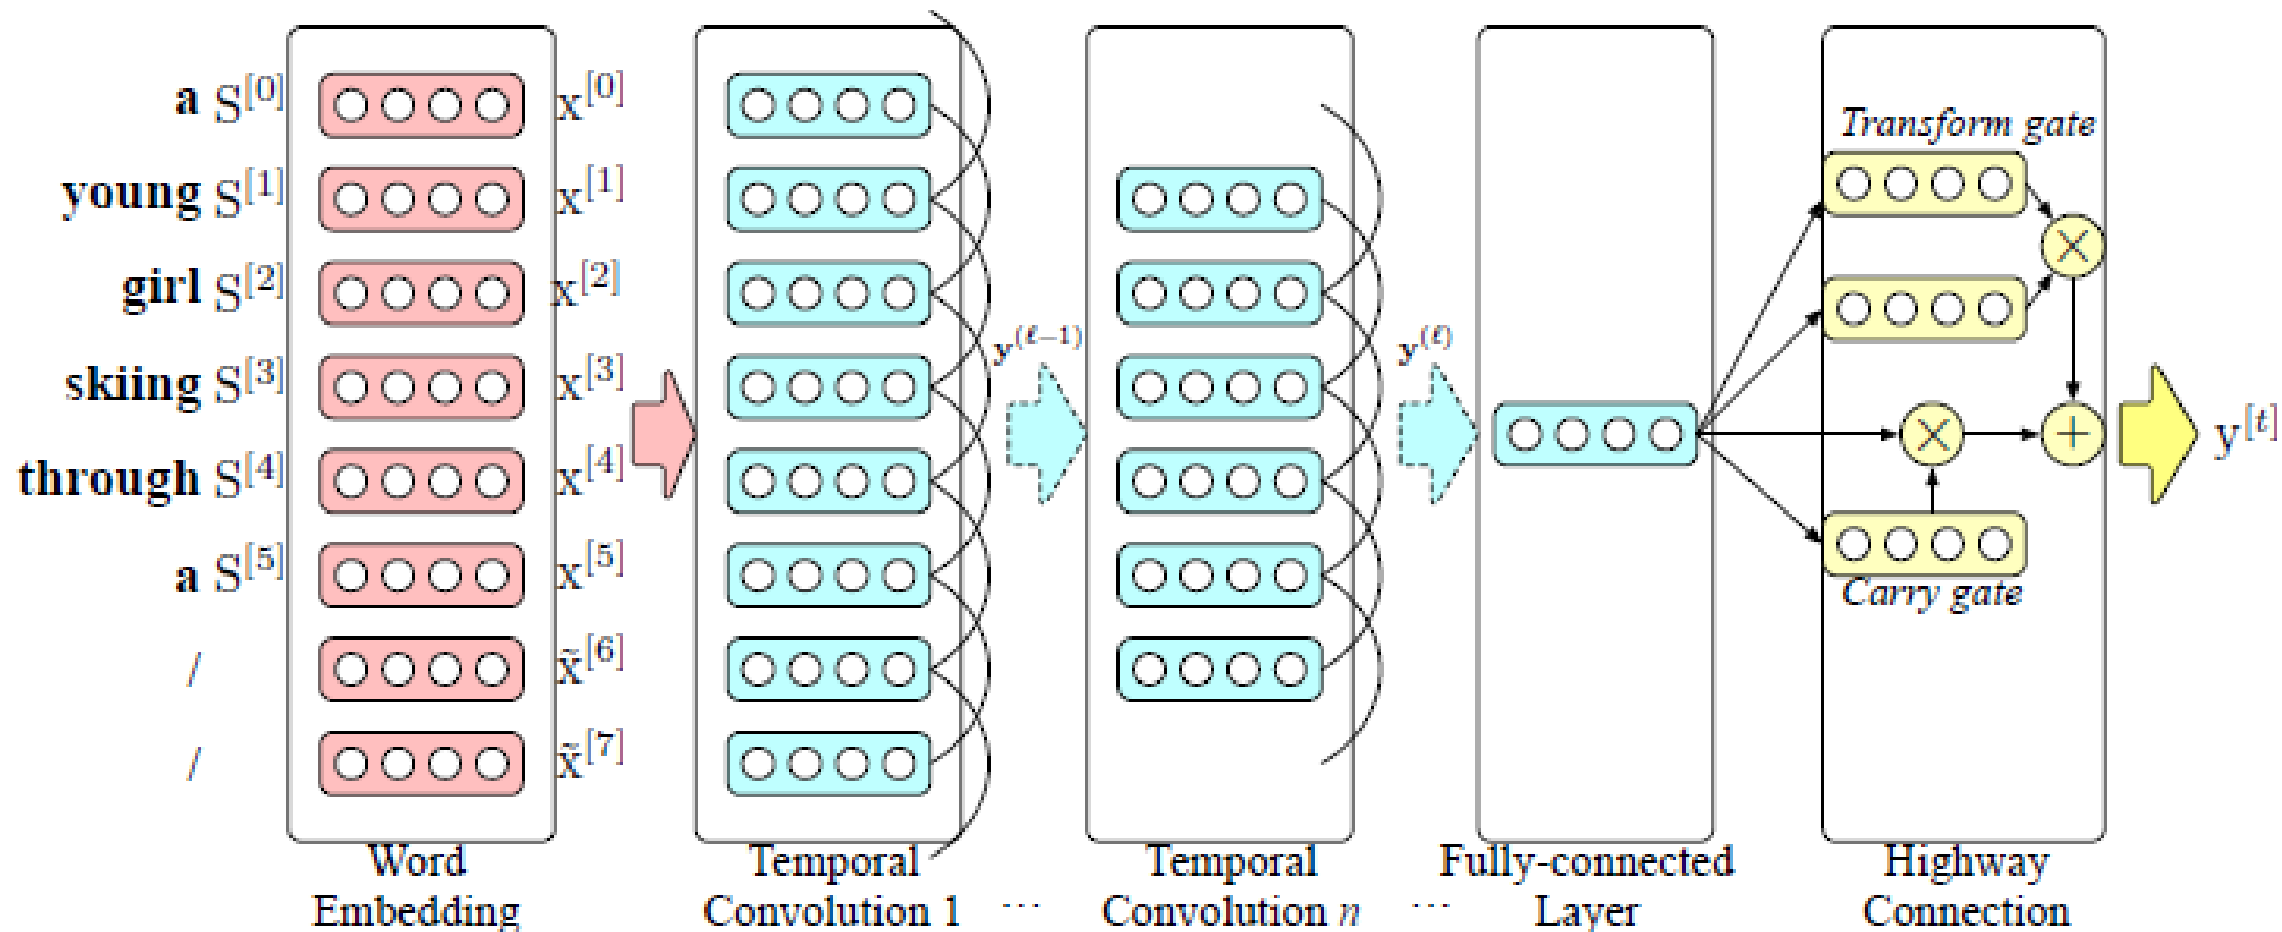 a S[0] x[0]
young S[1] x[1]
girl S[2] x[2]
skiing S[3] x[3]
through S[4] x[4]
a S[5] x[5]
/ x̃[6]
/ x̃[7]
y(ℓ−1)
y(ℓ)
Transform gate
×
×
+
Carry gate
y[t]
Word
Embedding
Temporal
Convolution 1
...
Temporal
Convolution n
...
Fully-connected
Layer
Highway
Connection